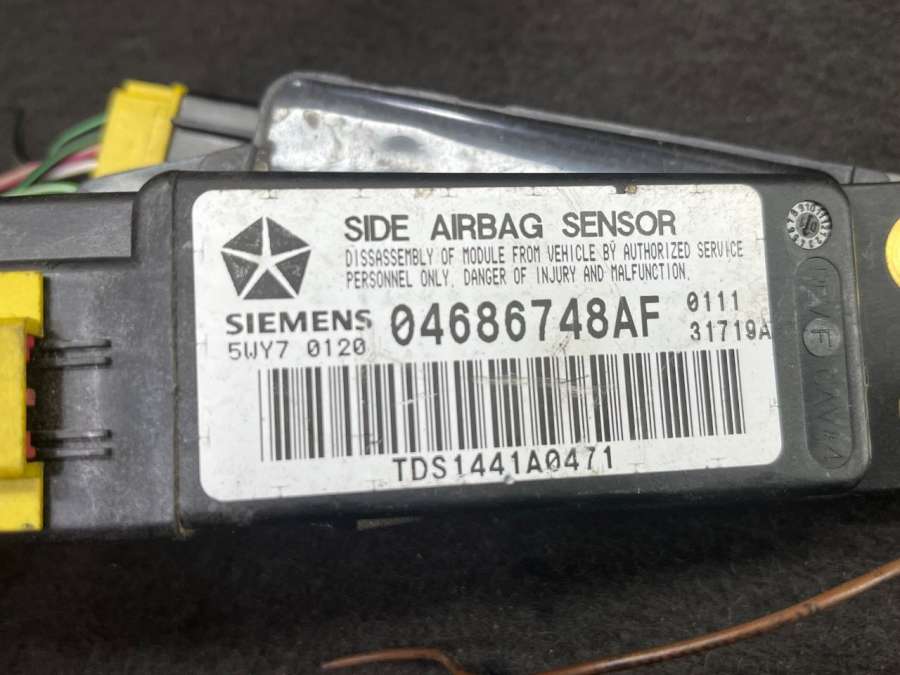 SIDE AIRBAG SENSOR
DISSASSEMBLY OF MODULE FROM VEHICLE BY AUTHORIZED SERVICE
PERSONNEL ONLY. DANGER OF INJURY AND MALFUNCTION.
SIEMENS 04686748AF 0111
5WY7 0120 31719A
TDS1441A0471